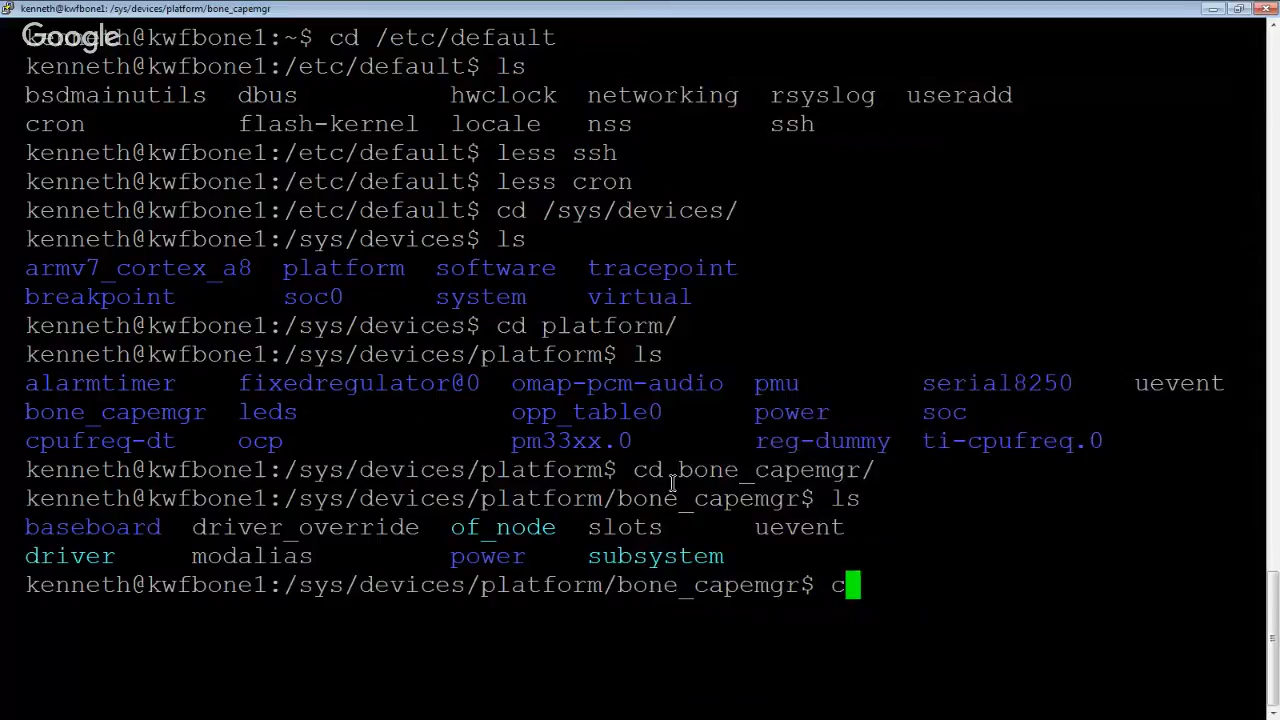 kenneth@kwfbone1: /sys/devices/platform/bone_capemgr
Google
kenneth@kwfbone1:~$ cd /etc/default
kenneth@kwfbone1:/etc/default$ ls
bsdmainutils dbus hwclock networking rsyslog useradd
cron flash-kernel locale nss ssh
kenneth@kwfbone1:/etc/default$ less ssh
kenneth@kwfbone1:/etc/default$ less cron
kenneth@kwfbone1:/etc/default$ cd /sys/devices/
kenneth@kwfbone1:/sys/devices$ ls
armv7_cortex_a8 platform software tracepoint
breakpoint soc0 system virtual
kenneth@kwfbone1:/sys/devices$ cd platform/
kenneth@kwfbone1:/sys/devices/platform$ ls
alarmtimer fixedregulator@0 omap-pcm-audio pmu serial8250 uevent
bone_capemgr leds opp_table0 power soc
cpufreq-dt ocp pm33xx.0 reg-dummy ti-cpufreq.0
kenneth@kwfbone1:/sys/devices/platform$ cd bone_capemgr/
kenneth@kwfbone1:/sys/devices/platform/bone_capemgr$ ls
baseboard driver_override of_node slots uevent
driver modalias power subsystem
kenneth@kwfbone1:/sys/devices/platform/bone_capemgr$ c